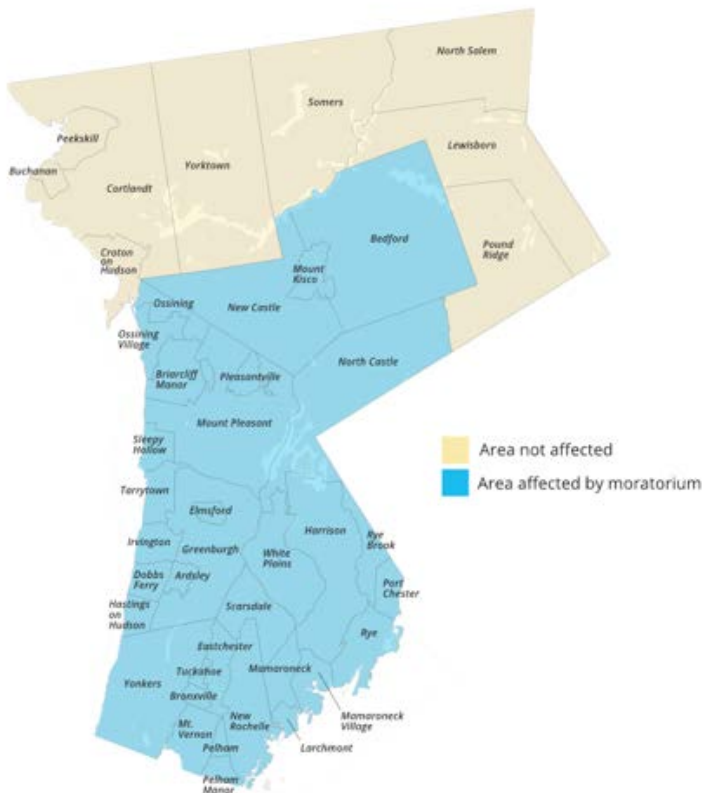 North Salem
Somers
Peekskill
Lewisboro
Yorktown
Buchanan
Cortlandt
Bedford
Pound
Ridge
Croton
on
Hudson
Mount
Kisco
Ossining
New Castle
Ossining
Village
North Castle
Briarcliff
Manor
Pleasantville
Mount Pleasant
Sleepy
Hollow
Area not affected
Area affected by moratorium
Tarrytown
Elmsford
Harrison
Rye
Brook
Irvington
Greenburgh
White
Plains
Dobbs
Ferry
Ardsley
Port
Chester
Hastings
on
Hudson
Scarsdale
Rye
Eastchester
Tuckahoe
Mamaroneck
Yonkers
Bronxville
Mt.
Vernon
New
Rochelle
Mamaroneck
Village
Pelham
Larchmont
Pelham
Manor